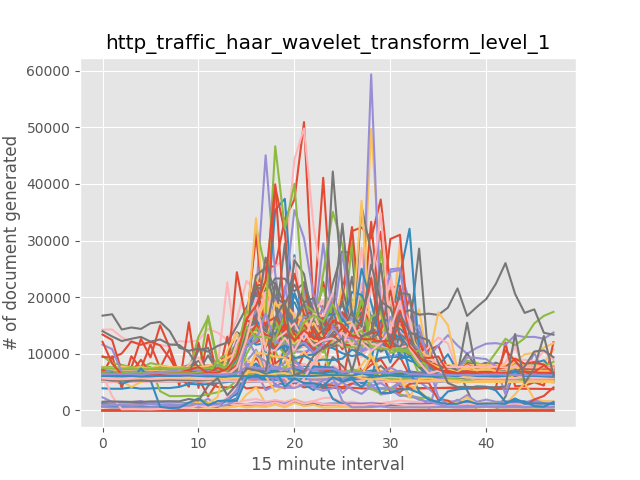 http_traffic_haar_wavelet_transform_level_1
# of document generated
60000
50000
40000
30000
20000
10000
0
0 10 20 30 40
15 minute interval